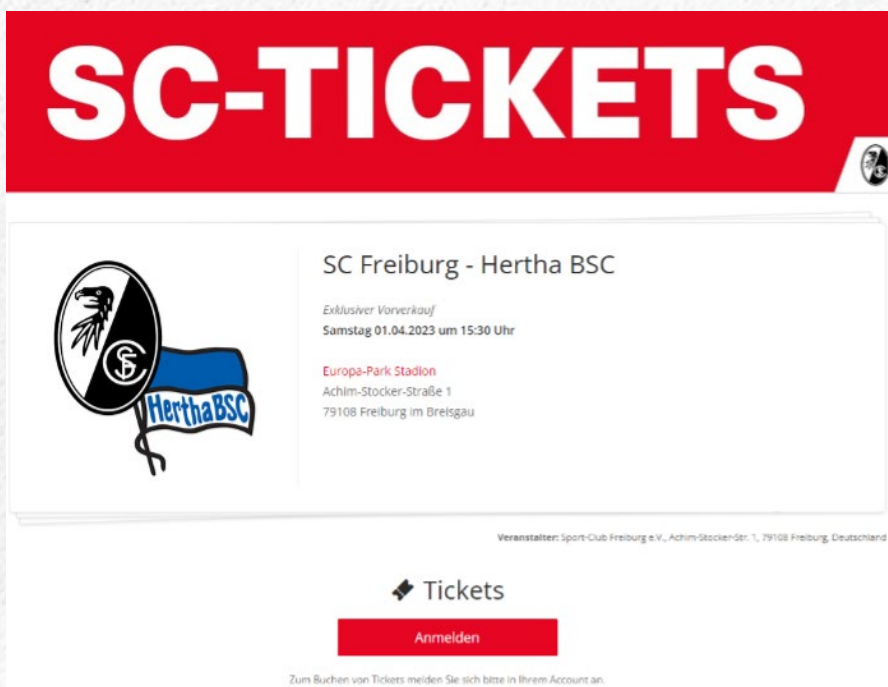 SC-TICKETS
SC Freiburg - Hertha BSC
Exklusiver Vorverkauf
Samstag 01.04.2023 um 15:30 Uhr
Europa-Park Stadion
Achim-Stocker-Straße 1
79108 Freiburg im Breisgau
HerthaBSC
Veranstalter: Sport-Club Freiburg e.V., Achim-Stocker-Str. 1, 79108 Freiburg, Deutschland
Tickets
Anmelden
Zum Buchen von Tickets melden Sie sich bitte in Ihrem Account an.